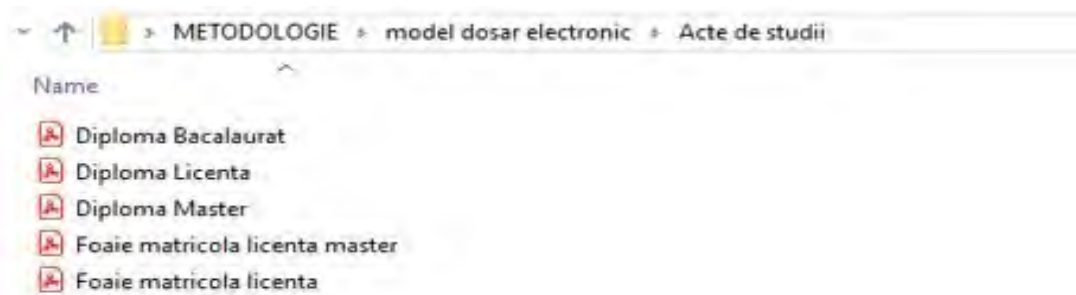 METODOLOGIE model dosar electronic Acte de studii
Name
Diploma Bacalaurat
Diploma Licenta
Diploma Master
Foaie matricola licenta master
Foaie matricola licenta